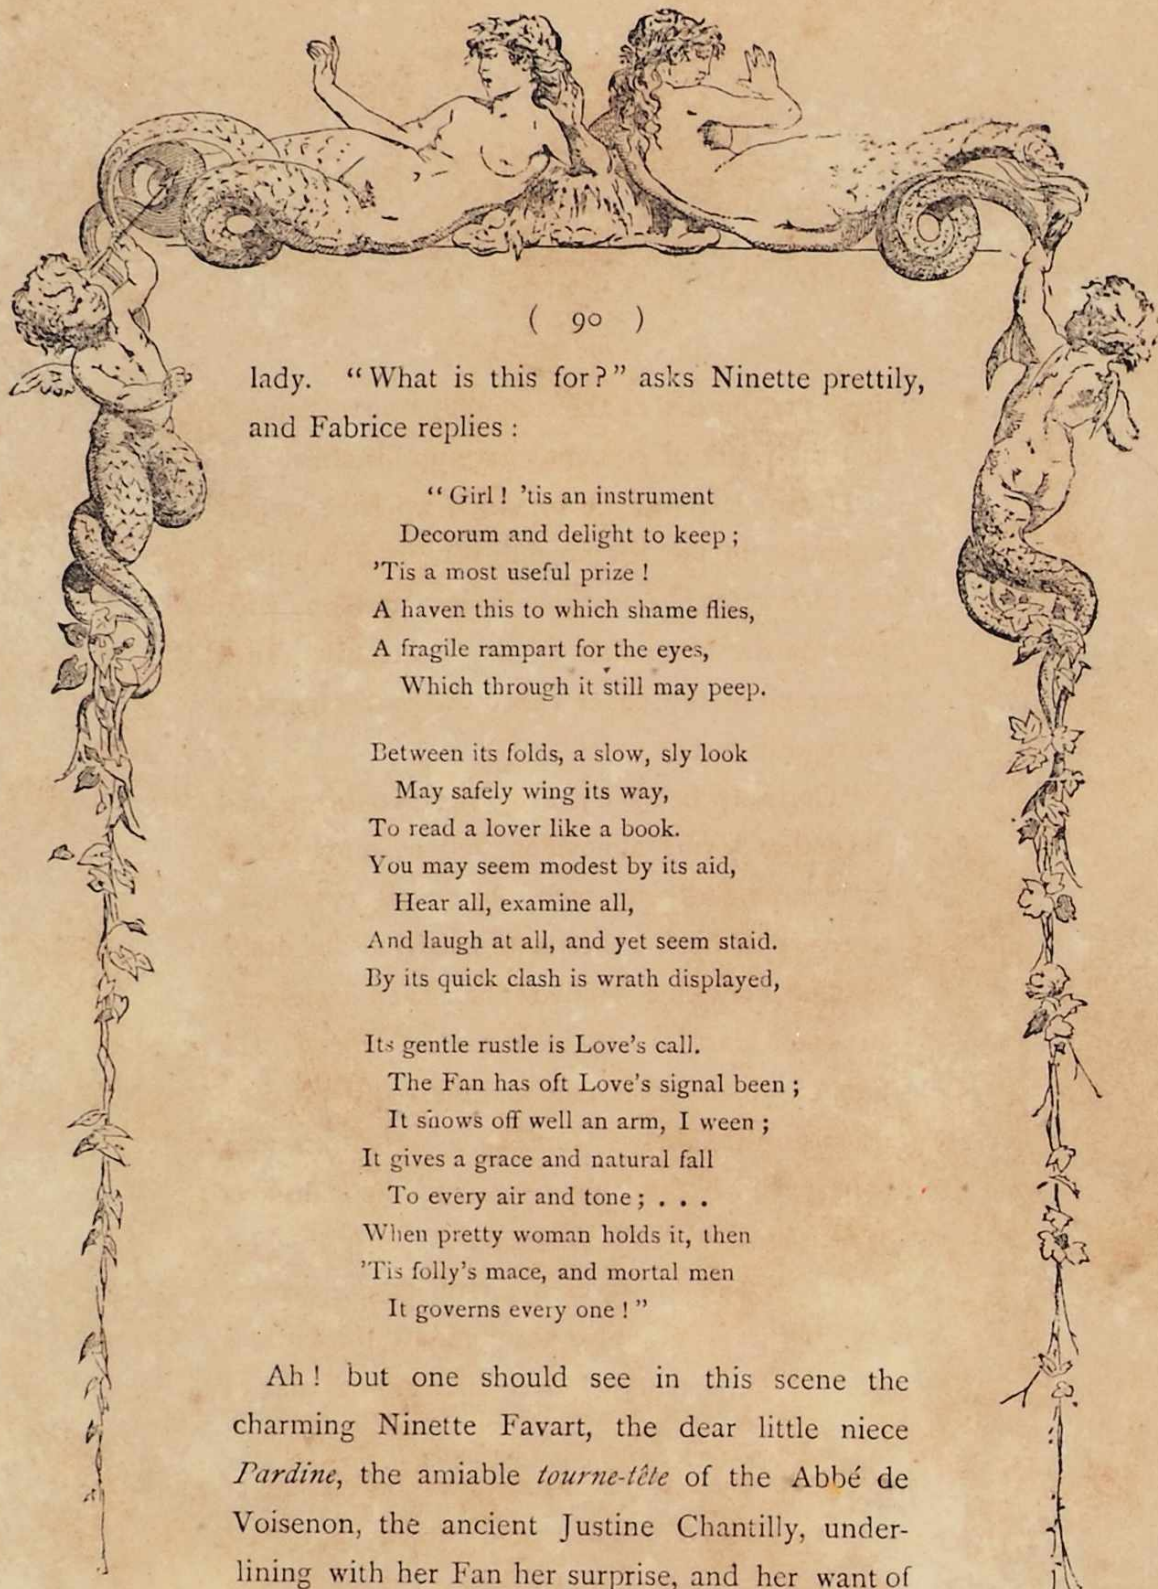 ( 90 )
lady. “What is this for?” asks Ninette prettily,
and Fabrice replies :
“Girl! ’tis an instrument
Decorum and delight to keep;
’Tis a most useful prize!
A haven this to which shame flies,
A fragile rampart for the eyes,
Which through it still may peep.
Between its folds, a slow, sly look
May safely wing its way,
To read a lover like a book.
You may seem modest by its aid,
Hear all, examine all,
And laugh at all, and yet seem staid.
By its quick clash is wrath displayed,
Its gentle rustle is Love’s call.
The Fan has oft Love’s signal been;
It shows off well an arm, I ween;
It gives a grace and natural fall
To every air and tone; . . .
When pretty woman holds it, then
’Tis folly’s mace, and mortal men
It governs every one!”
Ah! but one should see in this scene the
charming Ninette Favart, the dear little niece
Pardine, the amiable tourne-tête of the Abbé de
Voisenon, the ancient Justine Chantilly, under-
lining with her Fan her surprise, and her want of